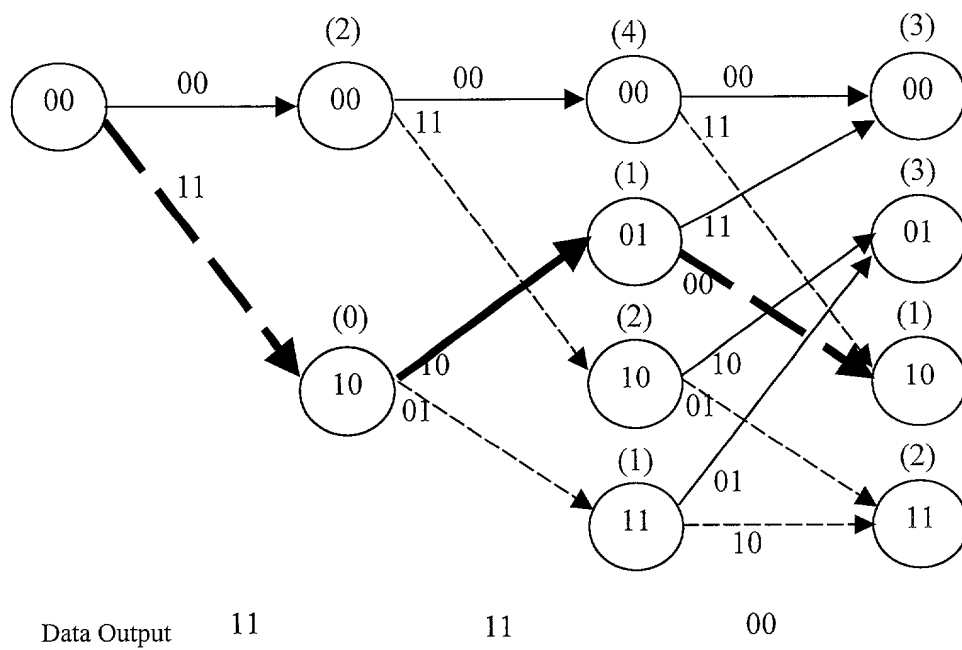 (2) (4) (3)
00 00 00 00 00 00 00
11 11
(1) (3)
11
01 11 01
00
(0) (2) (1)
10 10 10 10 10
01 01
(1) (2)
01
11 11
10
Data Output 11 11 00